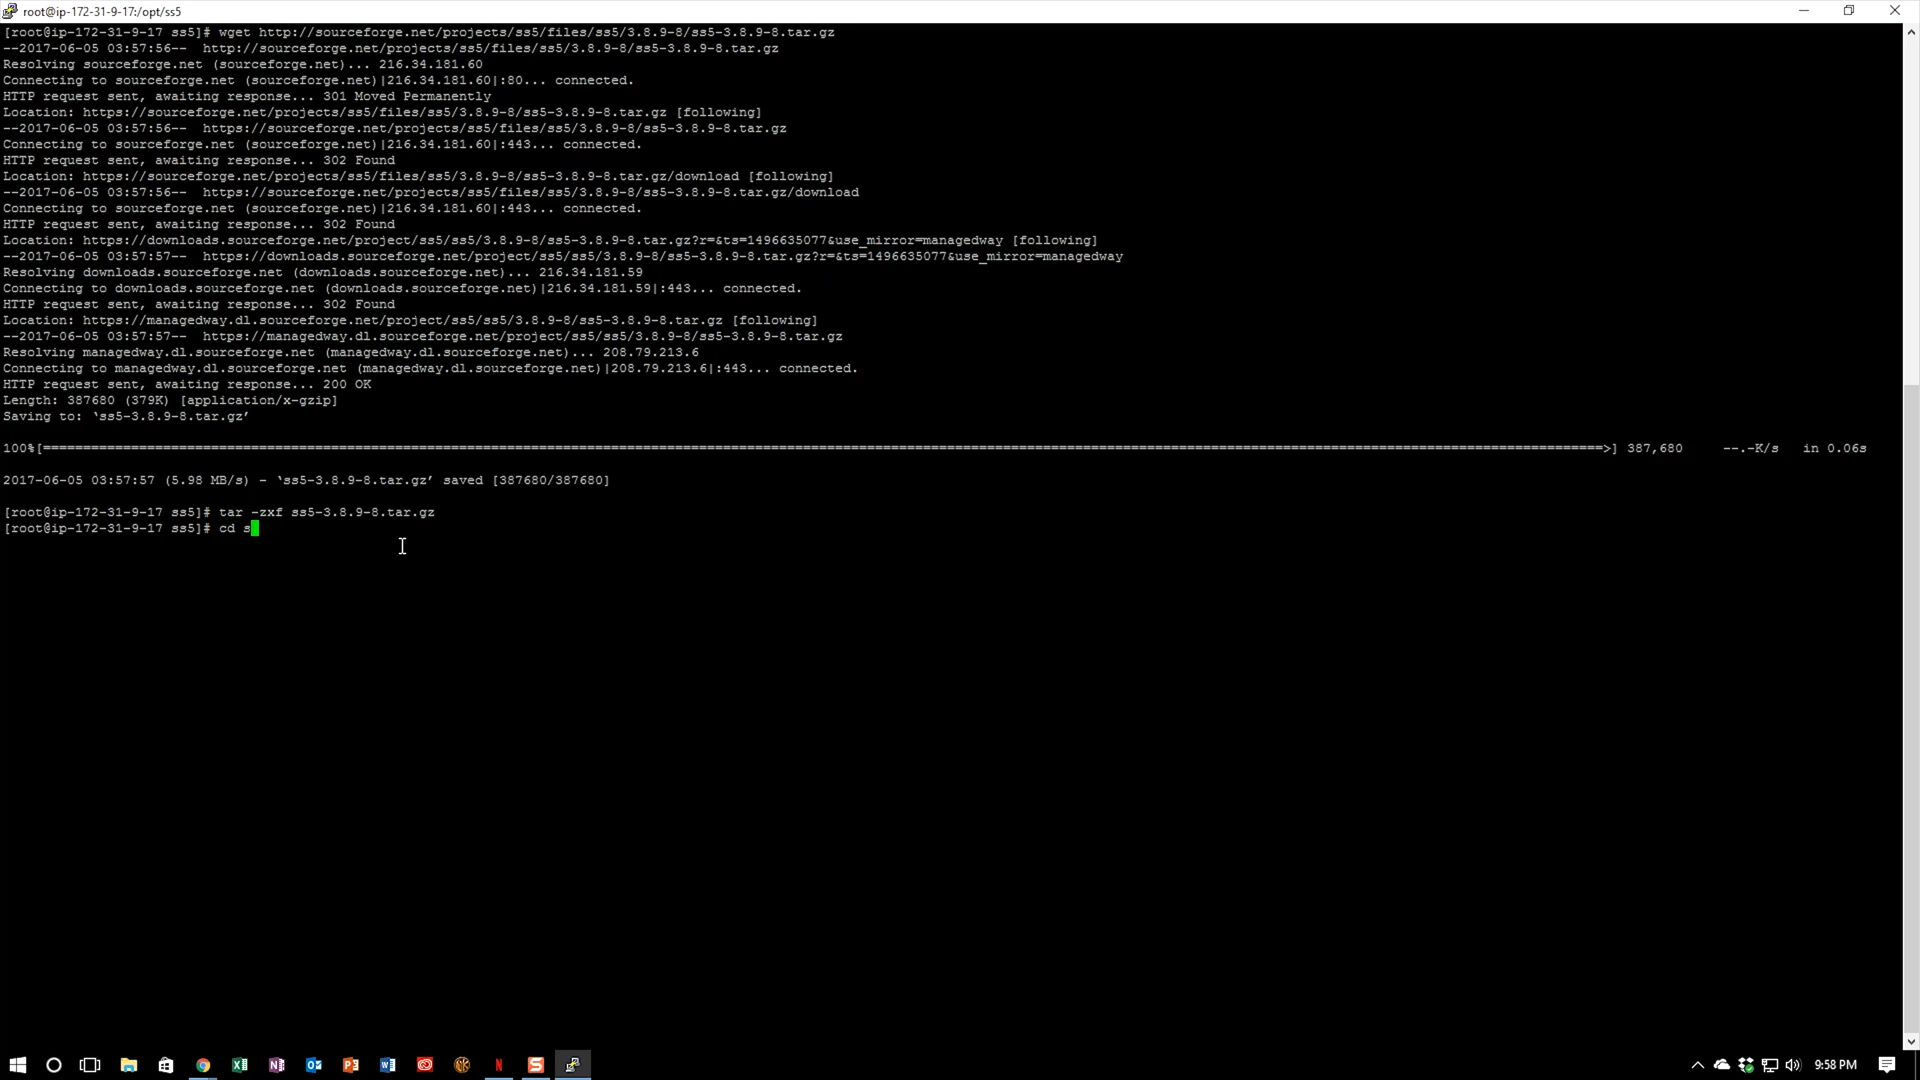 root@ip-172-31-9-17:/opt/ss5
[root@ip-172-31-9-17 ss5]# wget http://sourceforge.net/projects/ss5/files/ss5/3.8.9-8/ss5-3.8.9-8.tar.gz
--2017-06-05 03:57:56--  http://sourceforge.net/projects/ss5/files/ss5/3.8.9-8/ss5-3.8.9-8.tar.gz
Resolving sourceforge.net (sourceforge.net)... 216.34.181.60
Connecting to sourceforge.net (sourceforge.net)|216.34.181.60|:80... connected.
HTTP request sent, awaiting response... 301 Moved Permanently
Location: https://sourceforge.net/projects/ss5/files/ss5/3.8.9-8/ss5-3.8.9-8.tar.gz [following]
--2017-06-05 03:57:56--  https://sourceforge.net/projects/ss5/files/ss5/3.8.9-8/ss5-3.8.9-8.tar.gz
Connecting to sourceforge.net (sourceforge.net)|216.34.181.60|:443... connected.
HTTP request sent, awaiting response... 302 Found
Location: https://sourceforge.net/projects/ss5/files/ss5/3.8.9-8/ss5-3.8.9-8.tar.gz/download [following]
--2017-06-05 03:57:56--  https://sourceforge.net/projects/ss5/files/ss5/3.8.9-8/ss5-3.8.9-8.tar.gz/download
Connecting to sourceforge.net (sourceforge.net)|216.34.181.60|:443... connected.
HTTP request sent, awaiting response... 302 Found
Location: https://downloads.sourceforge.net/project/ss5/ss5/3.8.9-8/ss5-3.8.9-8.tar.gz?r=&ts=1496635077&use_mirror=managedway [following]
--2017-06-05 03:57:57--  https://downloads.sourceforge.net/project/ss5/ss5/3.8.9-8/ss5-3.8.9-8.tar.gz?r=&ts=1496635077&use_mirror=managedway
Resolving downloads.sourceforge.net (downloads.sourceforge.net)... 216.34.181.59
Connecting to downloads.sourceforge.net (downloads.sourceforge.net)|216.34.181.59|:443... connected.
HTTP request sent, awaiting response... 302 Found
Location: https://managedway.dl.sourceforge.net/project/ss5/ss5/3.8.9-8/ss5-3.8.9-8.tar.gz [following]
--2017-06-05 03:57:57--  https://managedway.dl.sourceforge.net/project/ss5/ss5/3.8.9-8/ss5-3.8.9-8.tar.gz
Resolving managedway.dl.sourceforge.net (managedway.dl.sourceforge.net)... 208.79.213.6
Connecting to managedway.dl.sourceforge.net (managedway.dl.sourceforge.net)|208.79.213.6|:443... connected.
HTTP request sent, awaiting response... 200 OK
Length: 387680 (379K) [application/x-gzip]
Saving to: ‘ss5-3.8.9-8.tar.gz’
100%[======================================>] 387,680     --.-K/s   in 0.06s
2017-06-05 03:57:57 (5.98 MB/s) - ‘ss5-3.8.9-8.tar.gz’ saved [387680/387680]
[root@ip-172-31-9-17 ss5]# tar -zxf ss5-3.8.9-8.tar.gz
[root@ip-172-31-9-17 ss5]# cd s
9:58 PM